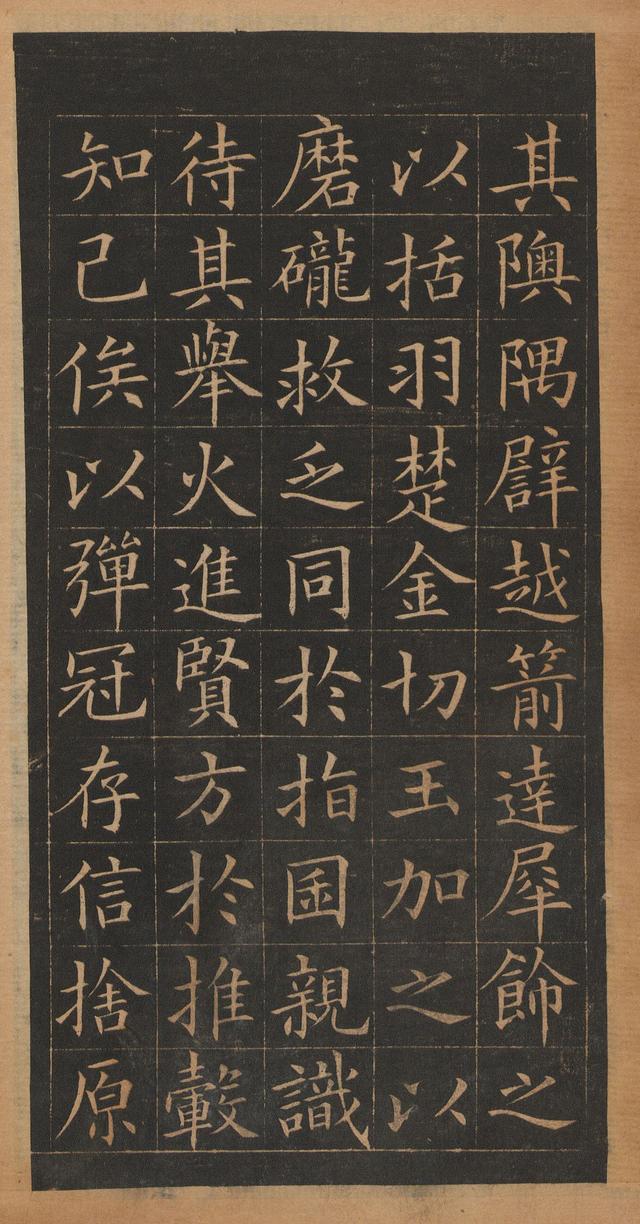 其隩隅譬越箭達犀飾之
以括羽楚金切玉加之以
磨礲救乏同於指囷親識
待其舉火進賢方於推轂
知己俟以彈冠存信捨原